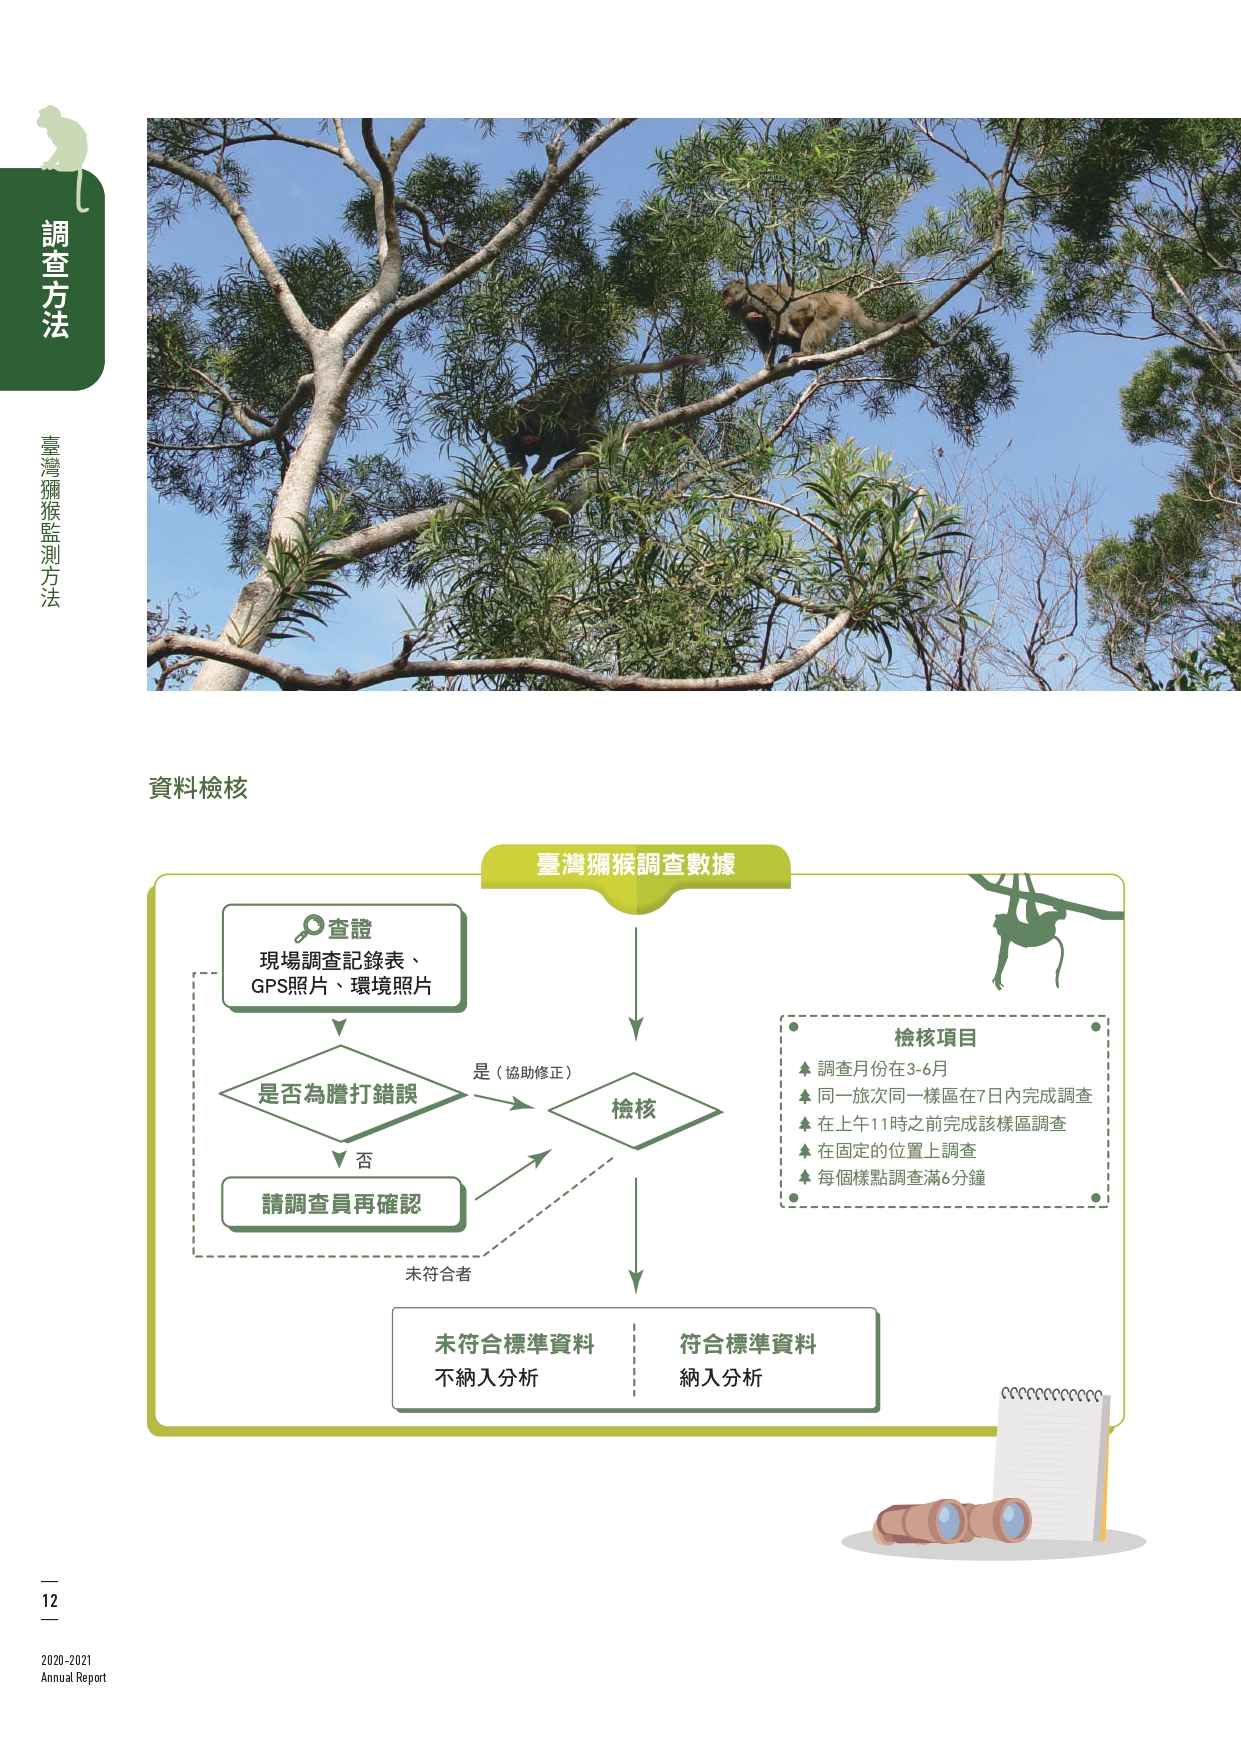 調查方法
臺灣獼猴監測方法
資料檢核
臺灣獼猴調查數據
查證
現場調查記錄表、
GPS照片、環境照片
是否為謄打錯誤
是（協助修正）
否
請調查員再確認
檢核
未符合者
檢核項目
調查月份在3-6月
同一旅次同一樣區在7日內完成調查
在上午11時之前完成該樣區調查
在固定的位置上調查
每個樣點調查滿6分鐘
未符合標準資料
不納入分析
符合標準資料
納入分析
12
2020-2021
Annual Report